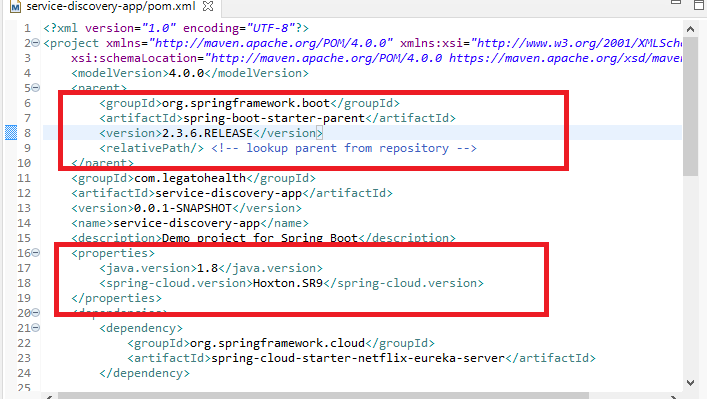 service-discovery-app/pom.xml
1 <?xml version="1.0" encoding="UTF-8"?>
2 <project xmlns="http://maven.apache.org/POM/4.0.0" xmlns:xsi="http://www.w3.org/2001/XMLSche
3 xsi:schemaLocation="http://maven.apache.org/POM/4.0.0 https://maven.apache.org/xsd/maven
4 <modelVersion>4.0.0</modelVersion>
5 <parent>
6 <groupId>org.springframework.boot</groupId>
7 <artifactId>spring-boot-starter-parent</artifactId>
8 <version>2.3.6.RELEASE</version>
9 <relativePath/> <!-- lookup parent from repository -->
10 </parent>
11 <groupId>com.legatohealth</groupId>
12 <artifactId>service-discovery-app</artifactId>
13 <version>0.0.1-SNAPSHOT</version>
14 <name>service-discovery-app</name>
15 <description>Demo project for Spring Boot</description>
16 <properties>
17 <java.version>1.8</java.version>
18 <spring-cloud.version>Hoxton.SR9</spring-cloud.version>
19 </properties>
20 <dependencies>
21 <dependency>
22 <groupId>org.springframework.cloud</groupId>
23 <artifactId>spring-cloud-starter-netflix-eureka-server</artifactId>
24 </dependency>
25